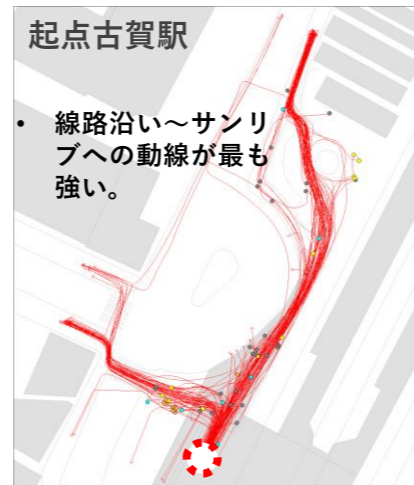 起点古賀駅
• 線路沿い～サンリ
ブへの動線が最も
強い。